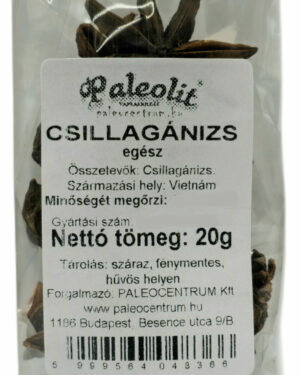 Paleolit
paleocentrum.hu
CSILLAGÁNIZS
egész
Összetevők: Csillagánizs.
Származási hely: Vietnám
Minőségét megőrzi:
Gyártási szám
Nettó tömeg: 20g
Tárolás: száraz, fénymentes,
hűvös helyen
Forgalmazó: PALEOCENTRUM Kft
www.paleocentrum.hu
1186 Budapest, Besence utca 9/B
5 999564 048366